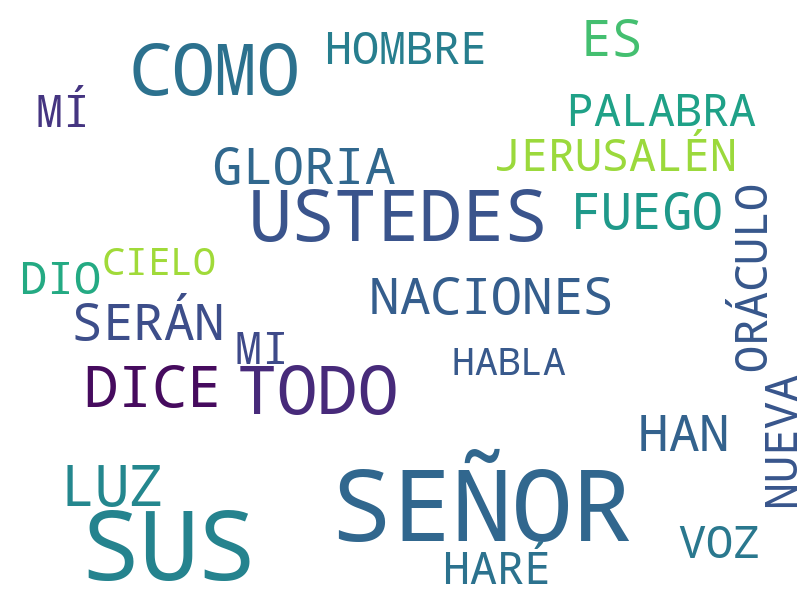 COMO
HOMBRE
ES
MÍ
PALABRA
GLORIA
JERUSALÉN
USTEDES
FUEGO
ORÁCULO
CIELO
DIO
NACIONES
SERÁN
MI
HABLA
DICE
TODO
NUEVA
HAN
LUZ
SEÑOR
SUS
VOZ
HARÉ